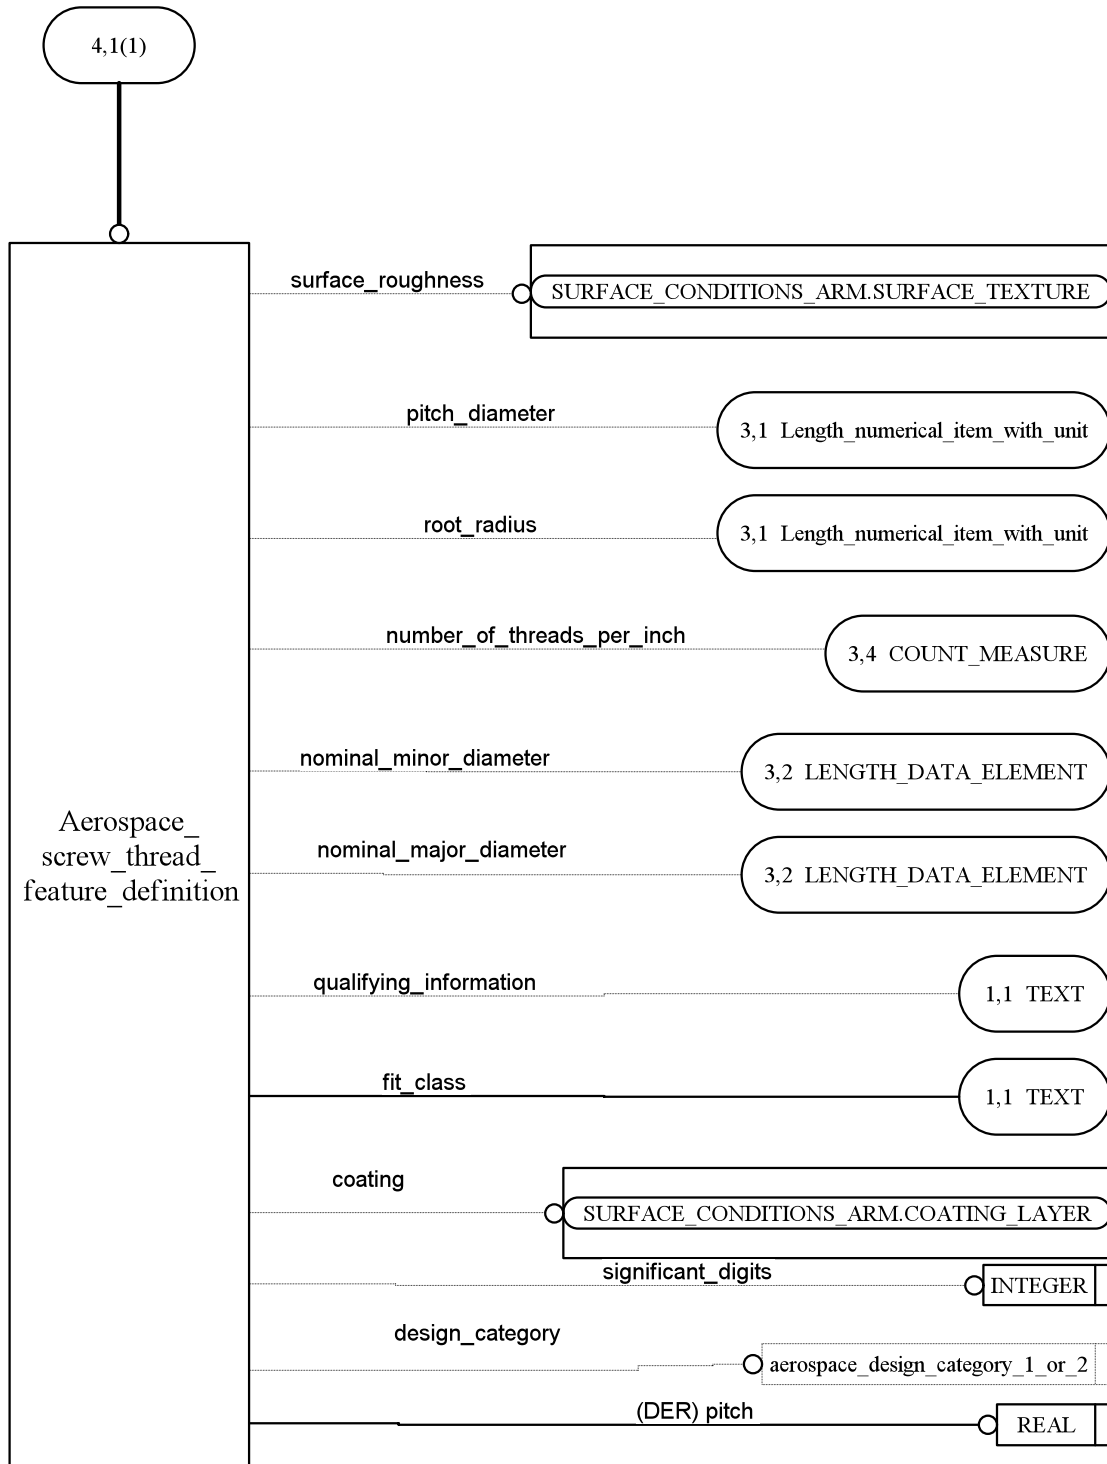 4,1(1)
surface_roughness
SURFACE_CONDITIONS_ARM.SURFACE_TEXTURE
pitch_diameter
3,1 Length_numerical_item_with_unit
root_radius
3,1 Length_numerical_item_with_unit
number_of_threads_per_inch
3,4 COUNT_MEASURE
nominal_minor_diameter
3,2 LENGTH_DATA_ELEMENT
Aerospace_
screw_thread_
feature_definition
nominal_major_diameter
3,2 LENGTH_DATA_ELEMENT
qualifying_information
1,1 TEXT
fit_class
1,1 TEXT
coating
SURFACE_CONDITIONS_ARM.COATING_LAYER
significant_digits
INTEGER
design_category
aerospace_design_category_1_or_2
(DER) pitch
REAL